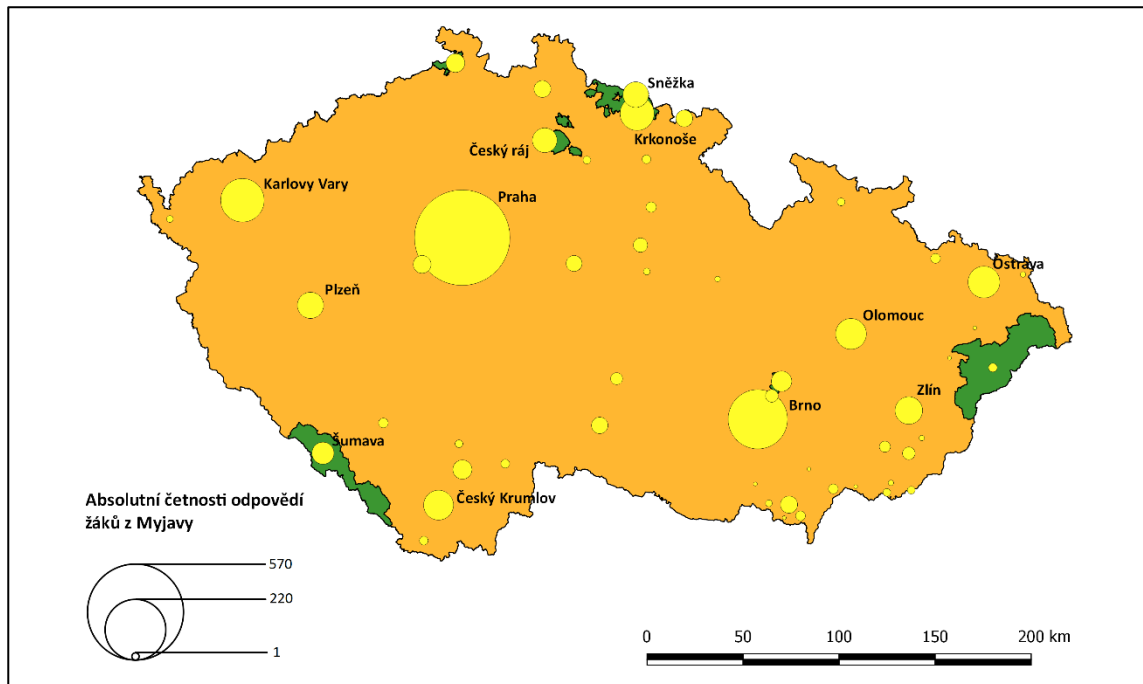 Sněžka
Krkonoše
Český ráj
Karlovy Vary
Praha
Ostrava
Plzeň
Olomouc
Zlín
Brno
Šumava
Český Krumlov
Absolutní četnosti odpovědí
žáků z Myjavy
570
220
1
0 50 100 150 200 km